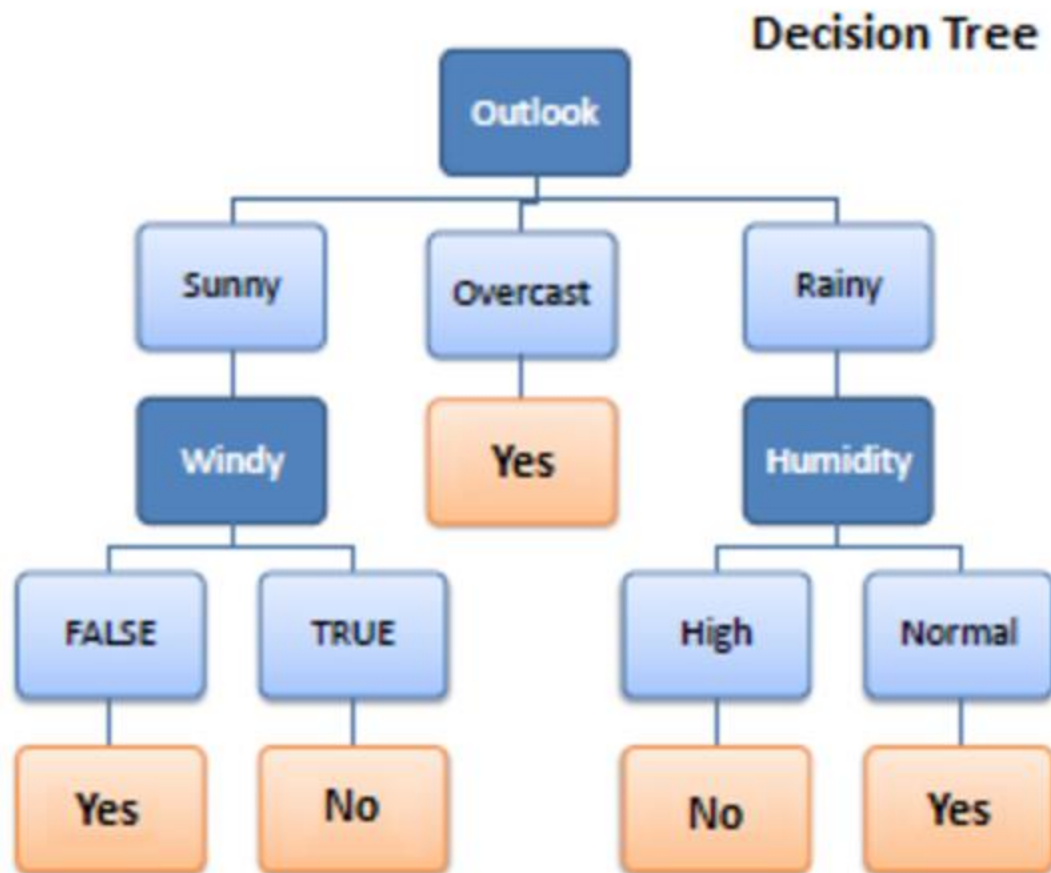 Decision Tree
Outlook
Sunny
Overcast
Rainy
Windy
Yes
Humidity
FALSE
TRUE
High
Normal
Yes
No
No
Yes